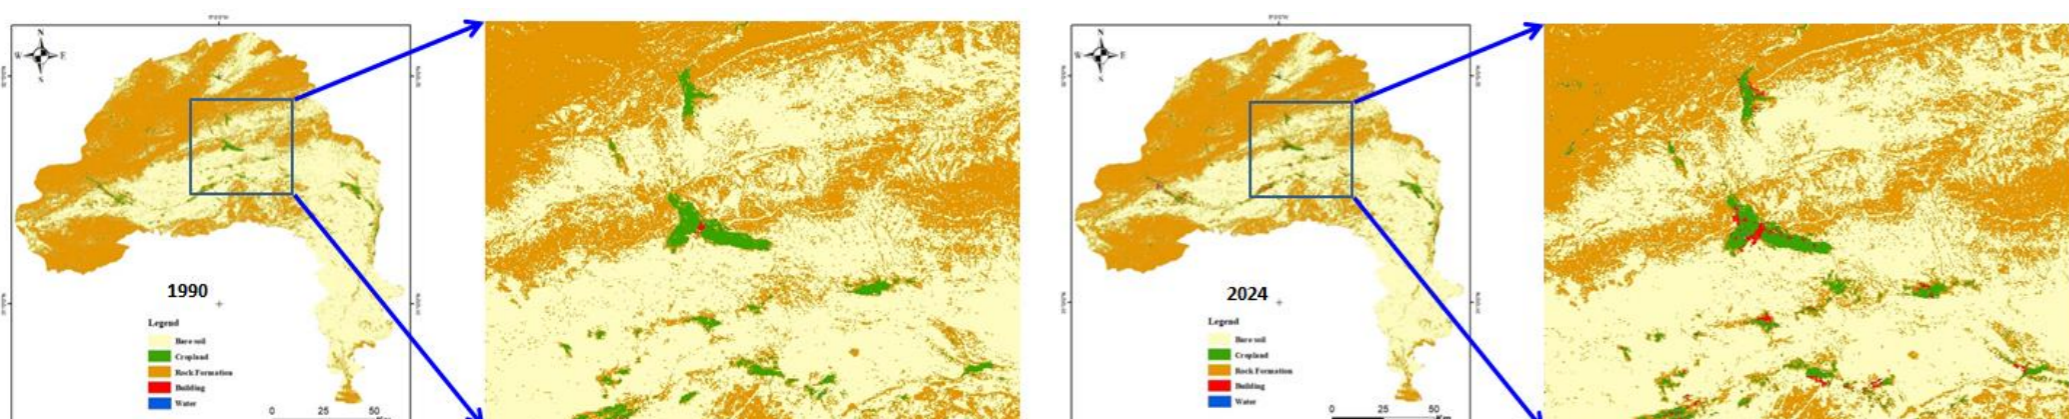 N
W E
S
1990
Legend
Bare soil
Cropland
Rock Formation
Building
Water
0 25 50
N
W E
S
2024
Legend
Bare soil
Cropland
Rock Formation
Building
Water
0 25 50
Km